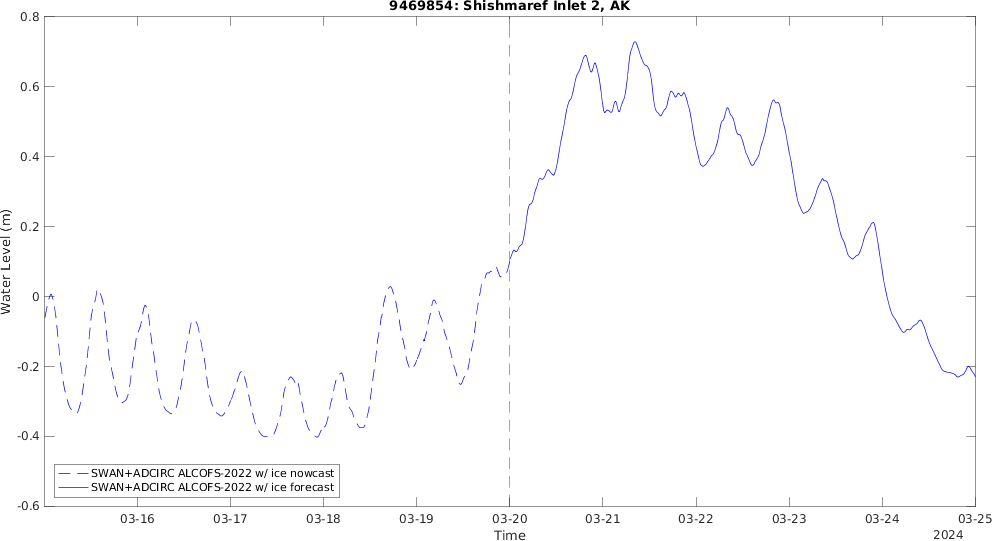 9469854: Shishmaref Inlet 2, AK
0.8
0.6
0.4
0.2
0
-0.2
-0.4
-0.6
Water Level (m)
SWAN+ADCIRC ALCOFS-2022 w/ ice nowcast
SWAN+ADCIRC ALCOFS-2022 w/ ice forecast
03-16 03-17 03-18 03-19 03-20 03-21 03-22 03-23 03-24 03-25
Time
2024